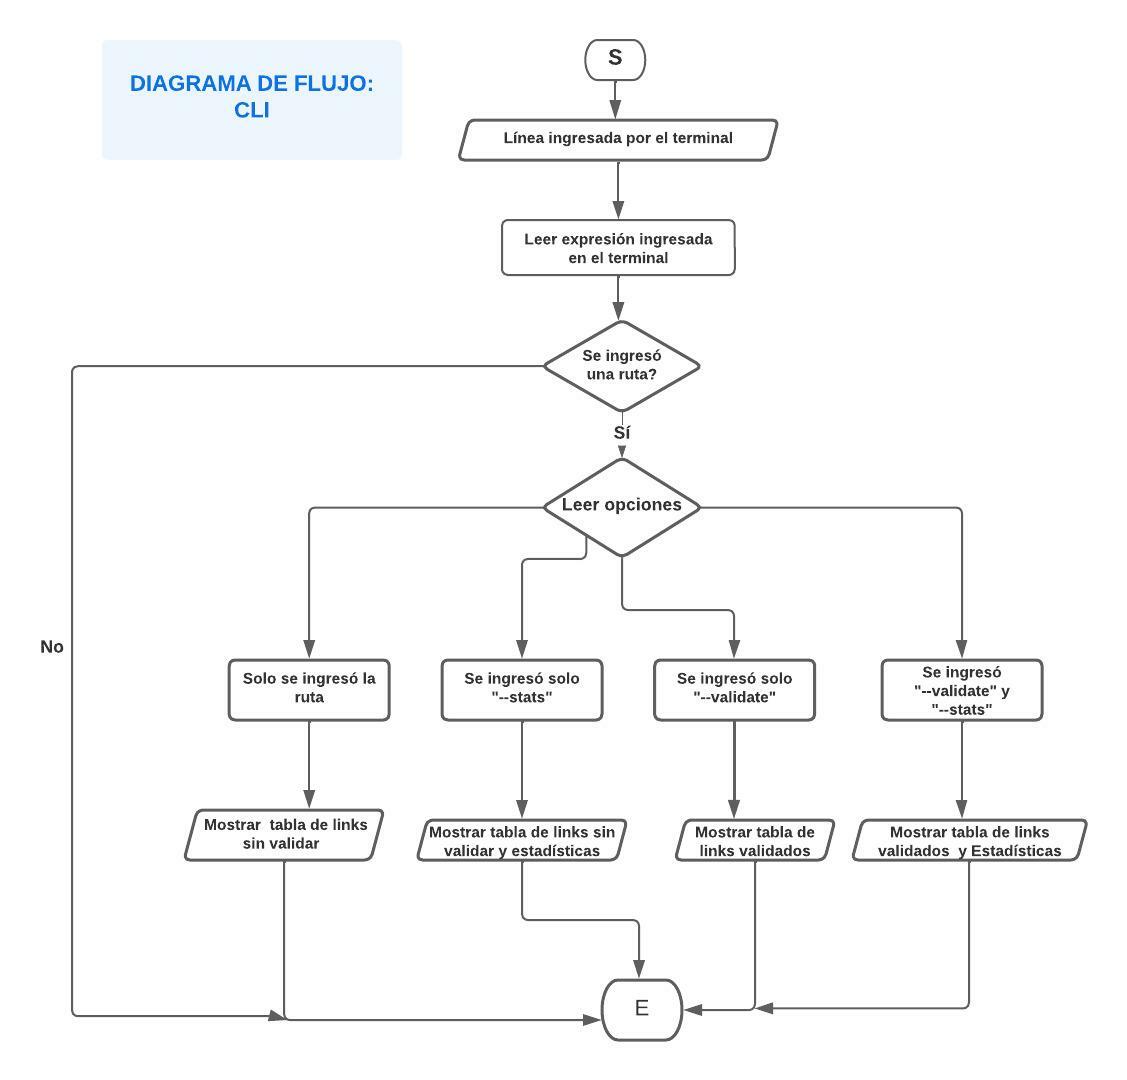 DIAGRAMA DE FLUJO:
CLI
S
Línea ingresada por el terminal
Leer expresión ingresada
en el terminal
Se ingresó
una ruta?
Sí
Leer opciones
No
Solo se ingresó la
ruta
Se ingresó solo
"--stats"
Se ingresó solo
"--validate"
Se ingresó
"--validate" y
"--stats"
Mostrar tabla de links
sin validar
Mostrar tabla de links sin
validar y estadísticas
Mostrar tabla de
links validados
Mostrar tabla de links
validados y Estadísticas
E